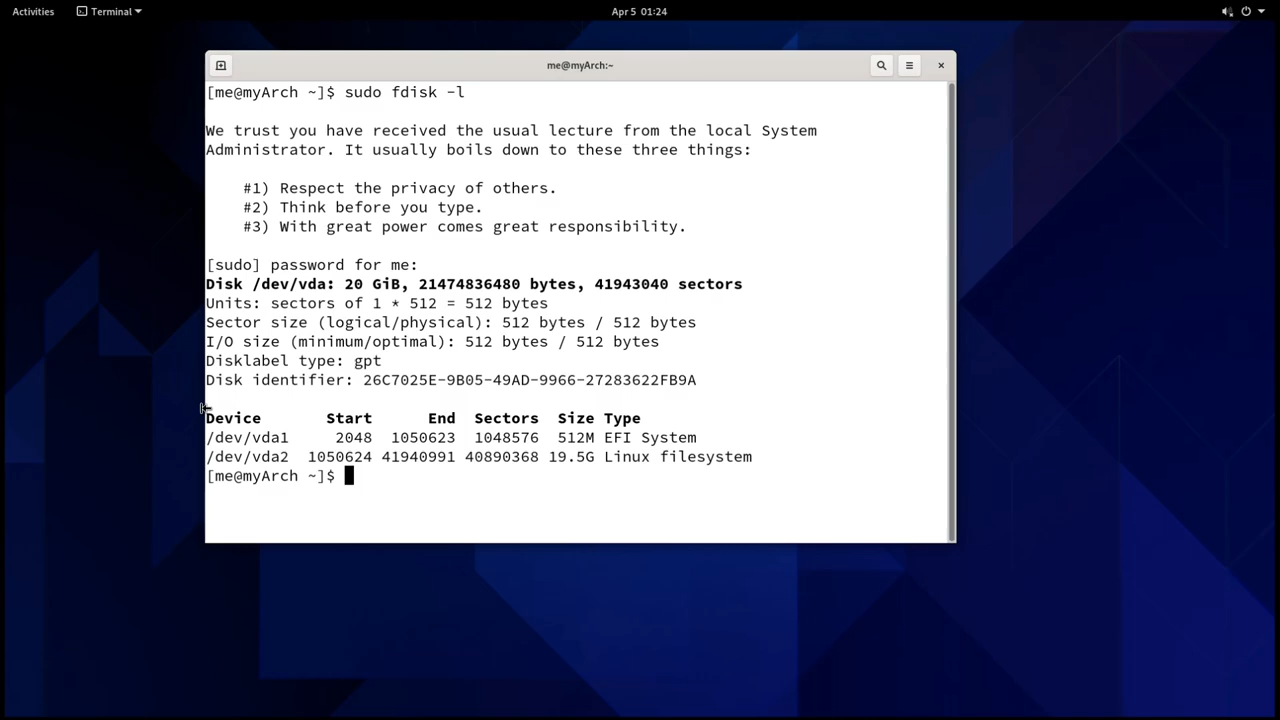 Activities Terminal Apr 5 01:24
me@myArch:~
[me@myArch ~]$ sudo fdisk -l
We trust you have received the usual lecture from the local System
Administrator. It usually boils down to these three things:
#1) Respect the privacy of others.
#2) Think before you type.
#3) With great power comes great responsibility.
[sudo] password for me:
Disk /dev/vda: 20 GiB, 21474836480 bytes, 41943040 sectors
Units: sectors of 1 * 512 = 512 bytes
Sector size (logical/physical): 512 bytes / 512 bytes
I/O size (minimum/optimal): 512 bytes / 512 bytes
Disklabel type: gpt
Disk identifier: 26C7025E-9B05-49AD-9966-27283622FB9A
Device Start End Sectors Size Type
/dev/vda1 2048 1050623 1048576 512M EFI System
/dev/vda2 1050624 41940991 40890368 19.5G Linux filesystem
[me@myArch ~]$